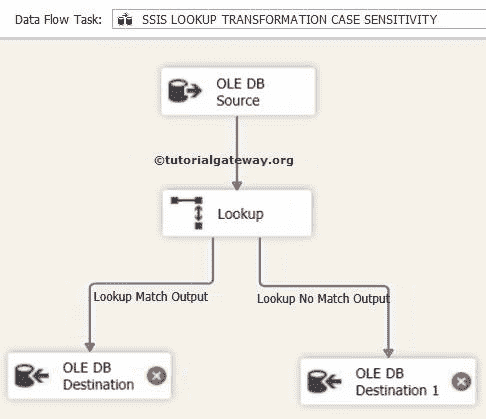 Data Flow Task: SSIS LOOKUP TRANSFORMATION CASE SENSITIVITY
OLE DB
Source
©tutorialgateway.org
Lookup
Lookup Match Output
Lookup No Match Output
OLE DB
Destination
OLE DB
Destination 1